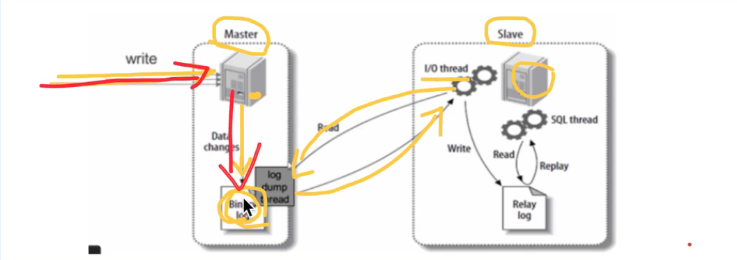 Master
Slave
write
I/O thread
Read
SQL thread
Data
changes
log
dump
thread
Write
Read
Replay
Bin
log
Relay
log